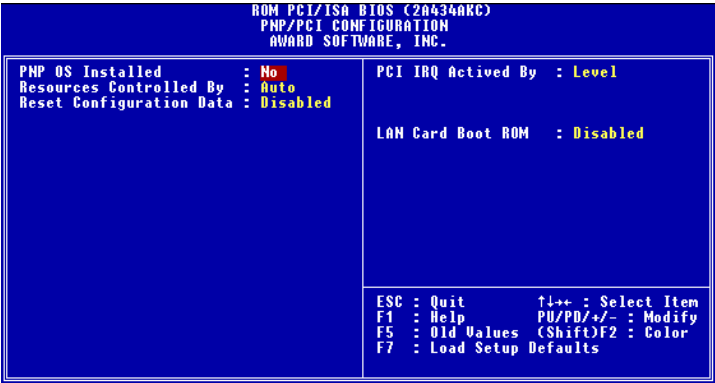 ROM PCI/ISA BIOS (2A434AKC)
PNP/PCI CONFIGURATION
AWARD SOFTWARE, INC.
PNP OS Installed : No
Resources Controlled By : Auto
Reset Configuration Data : Disabled
PCI IRQ Actived By : Level
LAN Card Boot ROM : Disabled
ESC : Quit ↑↓→← : Select Item
F1 : Help PU/PD/+/- : Modify
F5 : Old Values (Shift)F2 : Color
F7 : Load Setup Defaults